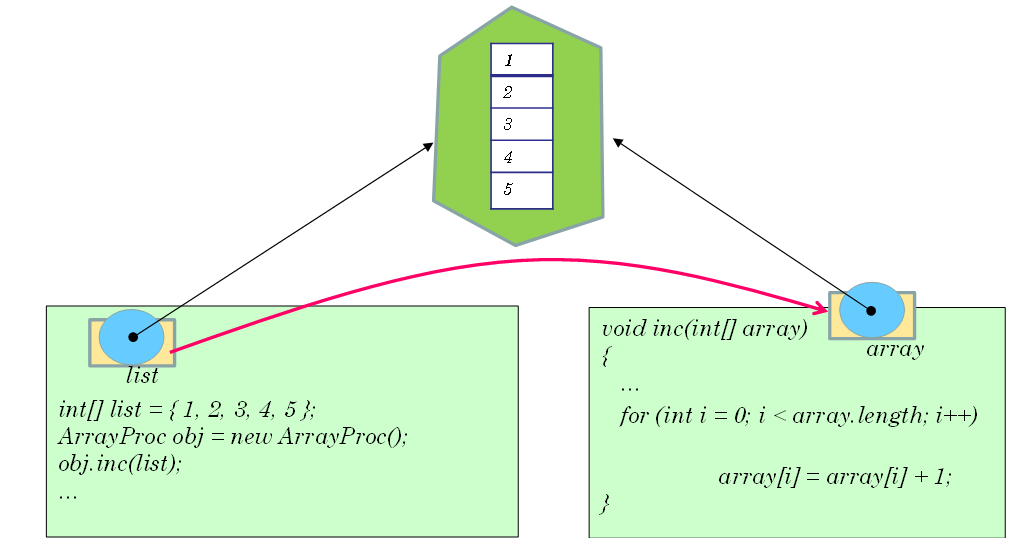 1
2
3
4
5
list
int[] list = { 1, 2, 3, 4, 5 };
ArrayProc obj = new ArrayProc();
obj.inc(list);
...
array
void inc(int[] array)
{
...
for (int i = 0; i < array.length; i++)
array[i] = array[i] + 1;
}